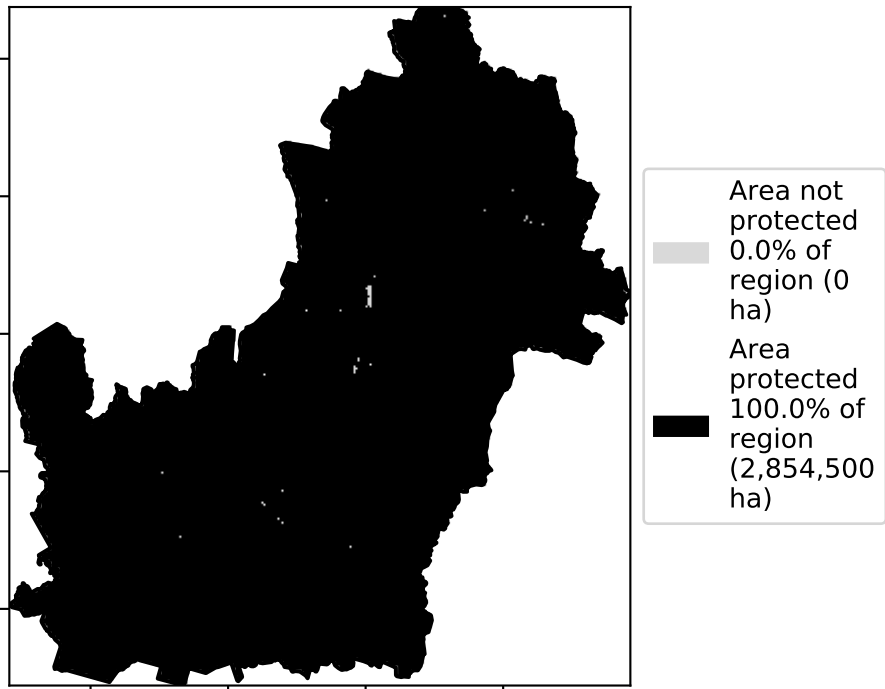 Area not
protected
0.0% of
region (0
ha)
Area
protected
100.0% of
region
(2,854,500
ha)